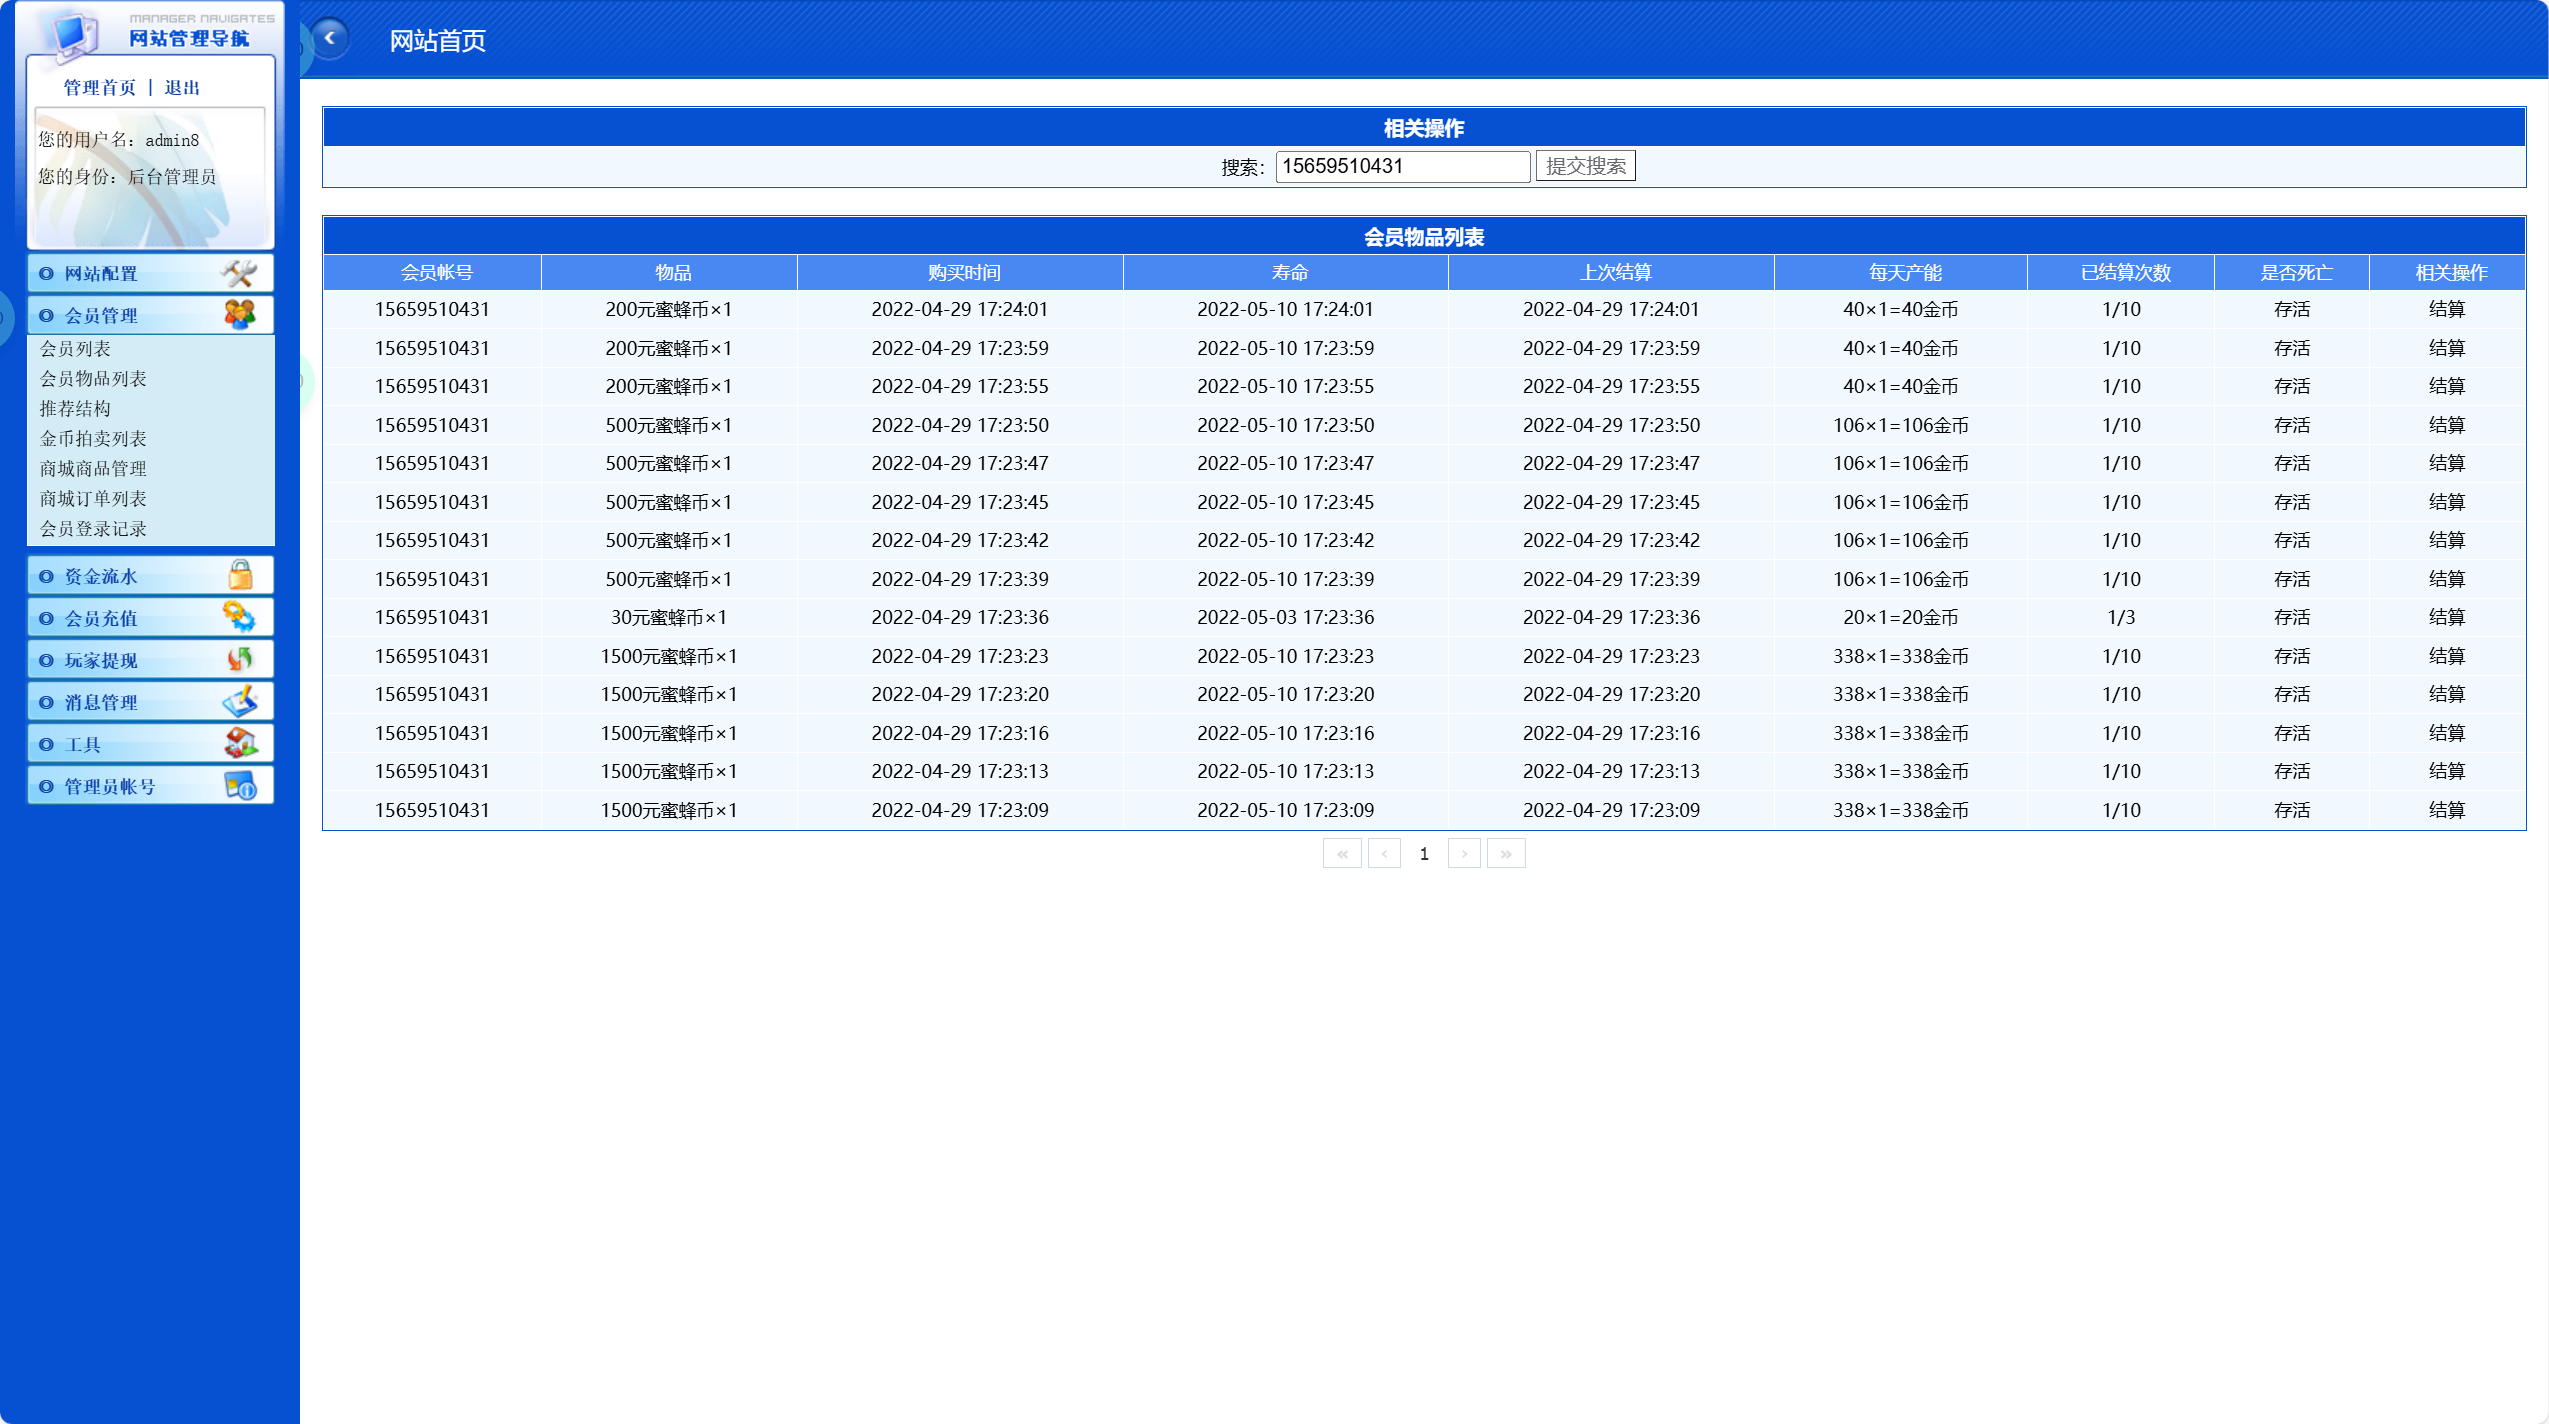 MANAGER NAVIGATES
网站管理导航
管理首页 | 退出
您的用户名：admin8
您的身份：后台管理员
网站配置
会员管理
会员列表
会员物品列表
推荐结构
金币拍卖列表
商城商品管理
商城订单列表
会员登录记录
资金流水
会员充值
玩家提现
消息管理
工具
管理员帐号
网站首页
相关操作
搜索： 15659510431 提交搜索
会员物品列表
会员帐号 物品 购买时间 寿命 上次结算 每天产能 已结算次数 是否死亡 相关操作
15659510431 200元蜜蜂币×1 2022-04-29 17:24:01 2022-05-10 17:24:01 2022-04-29 17:24:01 40×1=40金币 1/10 存活 结算
15659510431 200元蜜蜂币×1 2022-04-29 17:23:59 2022-05-10 17:23:59 2022-04-29 17:23:59 40×1=40金币 1/10 存活 结算
15659510431 200元蜜蜂币×1 2022-04-29 17:23:55 2022-05-10 17:23:55 2022-04-29 17:23:55 40×1=40金币 1/10 存活 结算
15659510431 500元蜜蜂币×1 2022-04-29 17:23:50 2022-05-10 17:23:50 2022-04-29 17:23:50 106×1=106金币 1/10 存活 结算
15659510431 500元蜜蜂币×1 2022-04-29 17:23:47 2022-05-10 17:23:47 2022-04-29 17:23:47 106×1=106金币 1/10 存活 结算
15659510431 500元蜜蜂币×1 2022-04-29 17:23:45 2022-05-10 17:23:45 2022-04-29 17:23:45 106×1=106金币 1/10 存活 结算
15659510431 500元蜜蜂币×1 2022-04-29 17:23:42 2022-05-10 17:23:42 2022-04-29 17:23:42 106×1=106金币 1/10 存活 结算
15659510431 500元蜜蜂币×1 2022-04-29 17:23:39 2022-05-10 17:23:39 2022-04-29 17:23:39 106×1=106金币 1/10 存活 结算
15659510431 30元蜜蜂币×1 2022-04-29 17:23:36 2022-05-03 17:23:36 2022-04-29 17:23:36 20×1=20金币 1/3 存活 结算
15659510431 1500元蜜蜂币×1 2022-04-29 17:23:23 2022-05-10 17:23:23 2022-04-29 17:23:23 338×1=338金币 1/10 存活 结算
15659510431 1500元蜜蜂币×1 2022-04-29 17:23:20 2022-05-10 17:23:20 2022-04-29 17:23:20 338×1=338金币 1/10 存活 结算
15659510431 1500元蜜蜂币×1 2022-04-29 17:23:16 2022-05-10 17:23:16 2022-04-29 17:23:16 338×1=338金币 1/10 存活 结算
15659510431 1500元蜜蜂币×1 2022-04-29 17:23:13 2022-05-10 17:23:13 2022-04-29 17:23:13 338×1=338金币 1/10 存活 结算
15659510431 1500元蜜蜂币×1 2022-04-29 17:23:09 2022-05-10 17:23:09 2022-04-29 17:23:09 338×1=338金币 1/10 存活 结算
« ‹ 1 › »